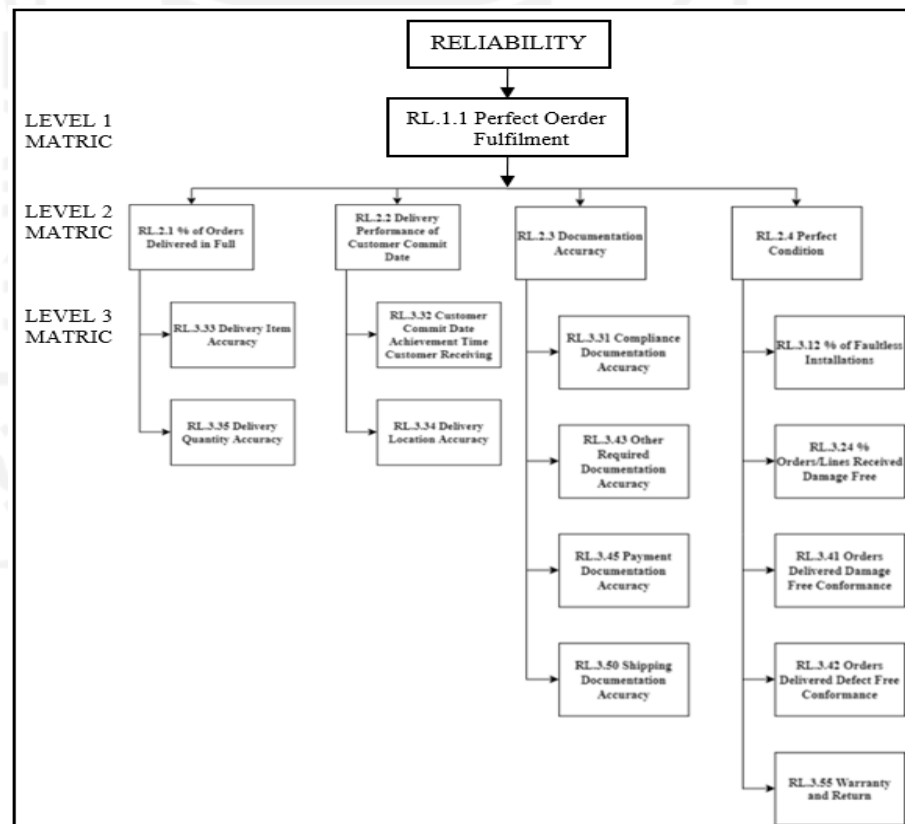 RELIABILITY
LEVEL 1
MATRIC
RL.1.1 Perfect Oerder
Fulfilment
LEVEL 2
MATRIC
RL.2.1 % of Orders
Delivered in Full
RL.2.2 Delivery
Performance of
Customer Commit
Date
RL.2.3 Documentation
Accuracy
RL.2.4 Perfect
Condition
LEVEL 3
MATRIC
RL.3.33 Delivery Item
Accuracy
RL.3.35 Delivery
Quantity Accuracy
RL.3.32 Customer
Commit Date
Achievement Time
Customer Receiving
RL.3.34 Delivery
Location Accuracy
RL.3.31 Compliance
Documentation
Accuracy
RL.3.43 Other
Required
Documentation
Accuracy
RL.3.45 Payment
Documentation
Accuracy
RL.3.50 Shipping
Documentation
Accuracy
RL.3.12 % of Faultless
Installations
RL.3.24 %
Orders/Lines Received
Damage Free
RL.3.41 Orders
Delivered Damage
Free Conformance
RL.3.42 Orders
Delivered Defect Free
Conformance
RL.3.55 Warranty
and Return